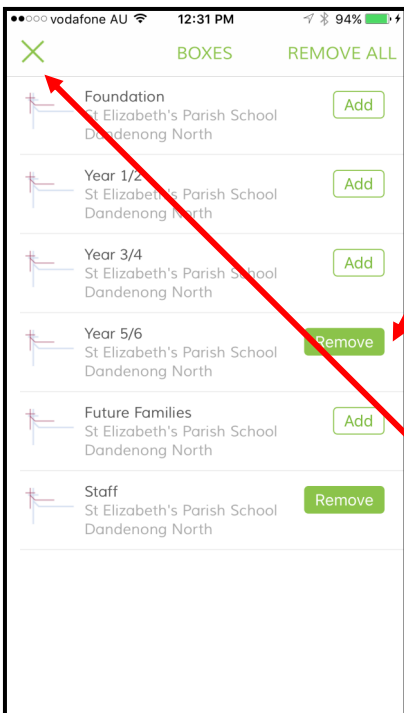 vodafone AU 12:31 PM 94%
BOXES REMOVE ALL
Foundation
St Elizabeth's Parish School
Dandenong North
Add
Year 1/2
St Elizabeth's Parish School
Dandenong North
Add
Year 3/4
St Elizabeth's Parish School
Dandenong North
Add
Year 5/6
St Elizabeth's Parish School
Dandenong North
Remove
Future Families
St Elizabeth's Parish School
Dandenong North
Add
Staff
St Elizabeth's Parish School
Dandenong North
Remove